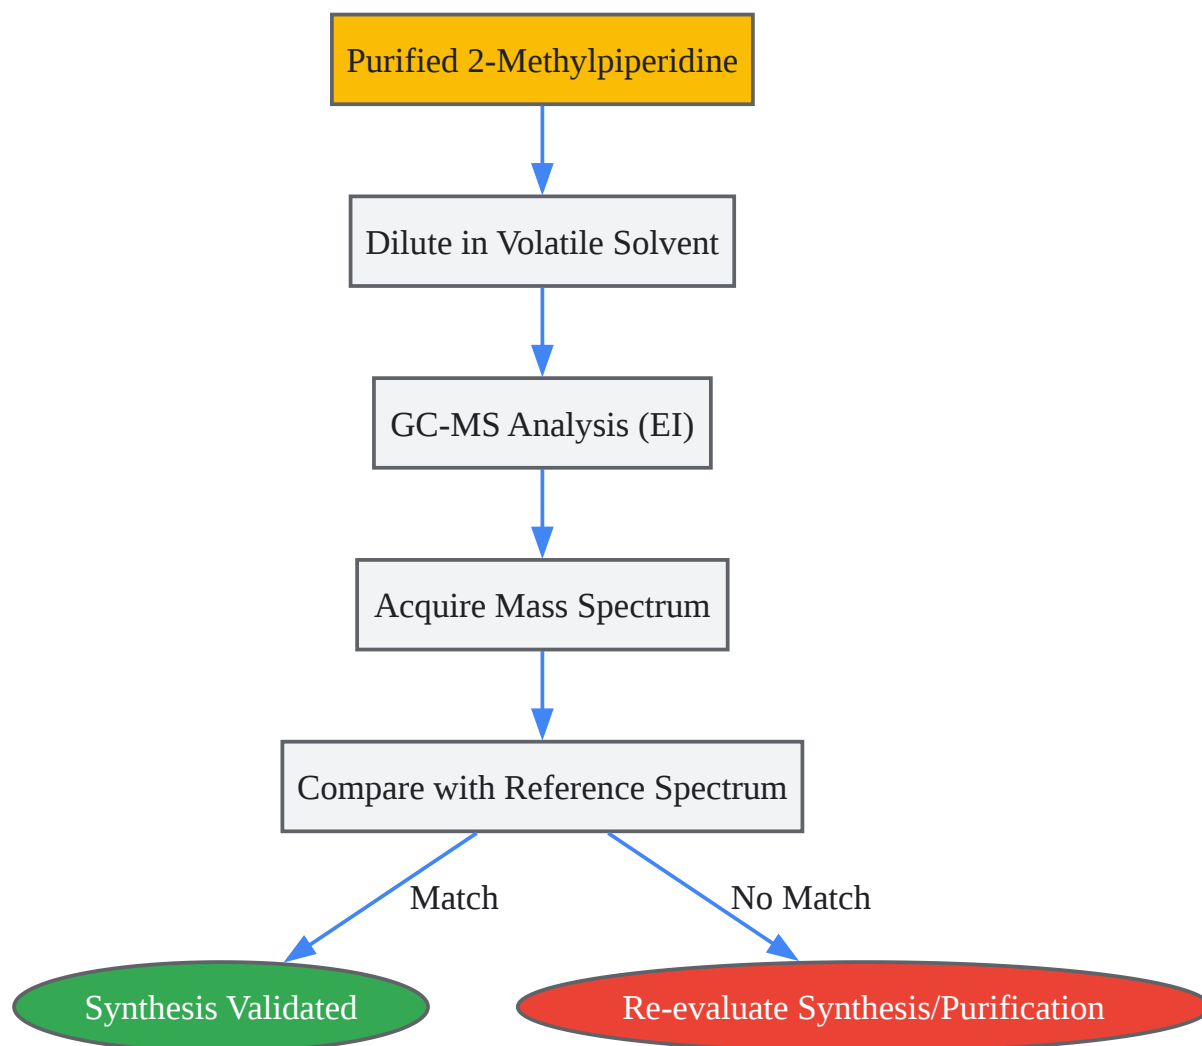 Purified 2-Methylpiperidine
Dilute in Volatile Solvent
GC-MS Analysis (EI)
Acquire Mass Spectrum
Compare with Reference Spectrum
Match
No Match
Synthesis Validated
Re-evaluate Synthesis/Purification